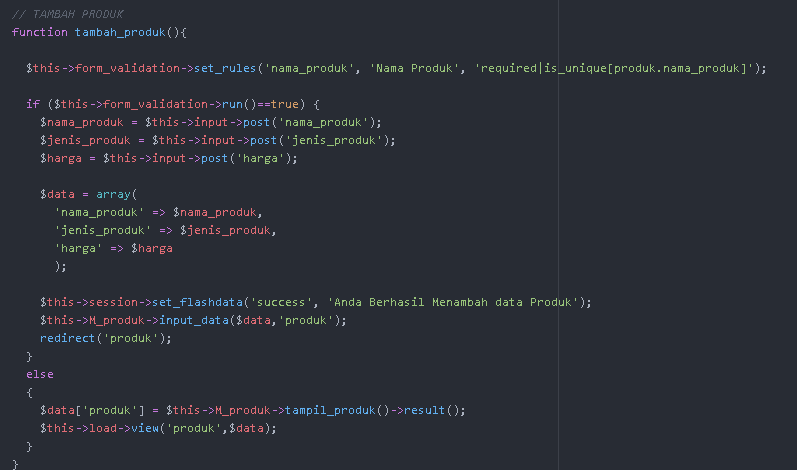 // TAMBAH PRODUK
function tambah_produk(){
$this->form_validation->set_rules('nama_produk', 'Nama Produk', 'required|is_unique[produk.nama_produk]');
if ($this->form_validation->run()==true) {
$nama_produk = $this->input->post('nama_produk');
$jenis_produk = $this->input->post('jenis_produk');
$harga = $this->input->post('harga');
$data = array(
'nama_produk' => $nama_produk,
'jenis_produk' => $jenis_produk,
'harga' => $harga
);
$this->session->set_flashdata('success', 'Anda Berhasil Menambah data Produk');
$this->M_produk->input_data($data,'produk');
redirect('produk');
}
else
{
$data['produk'] = $this->M_produk->tampil_produk()->result();
$this->load->view('produk',$data);
}
}